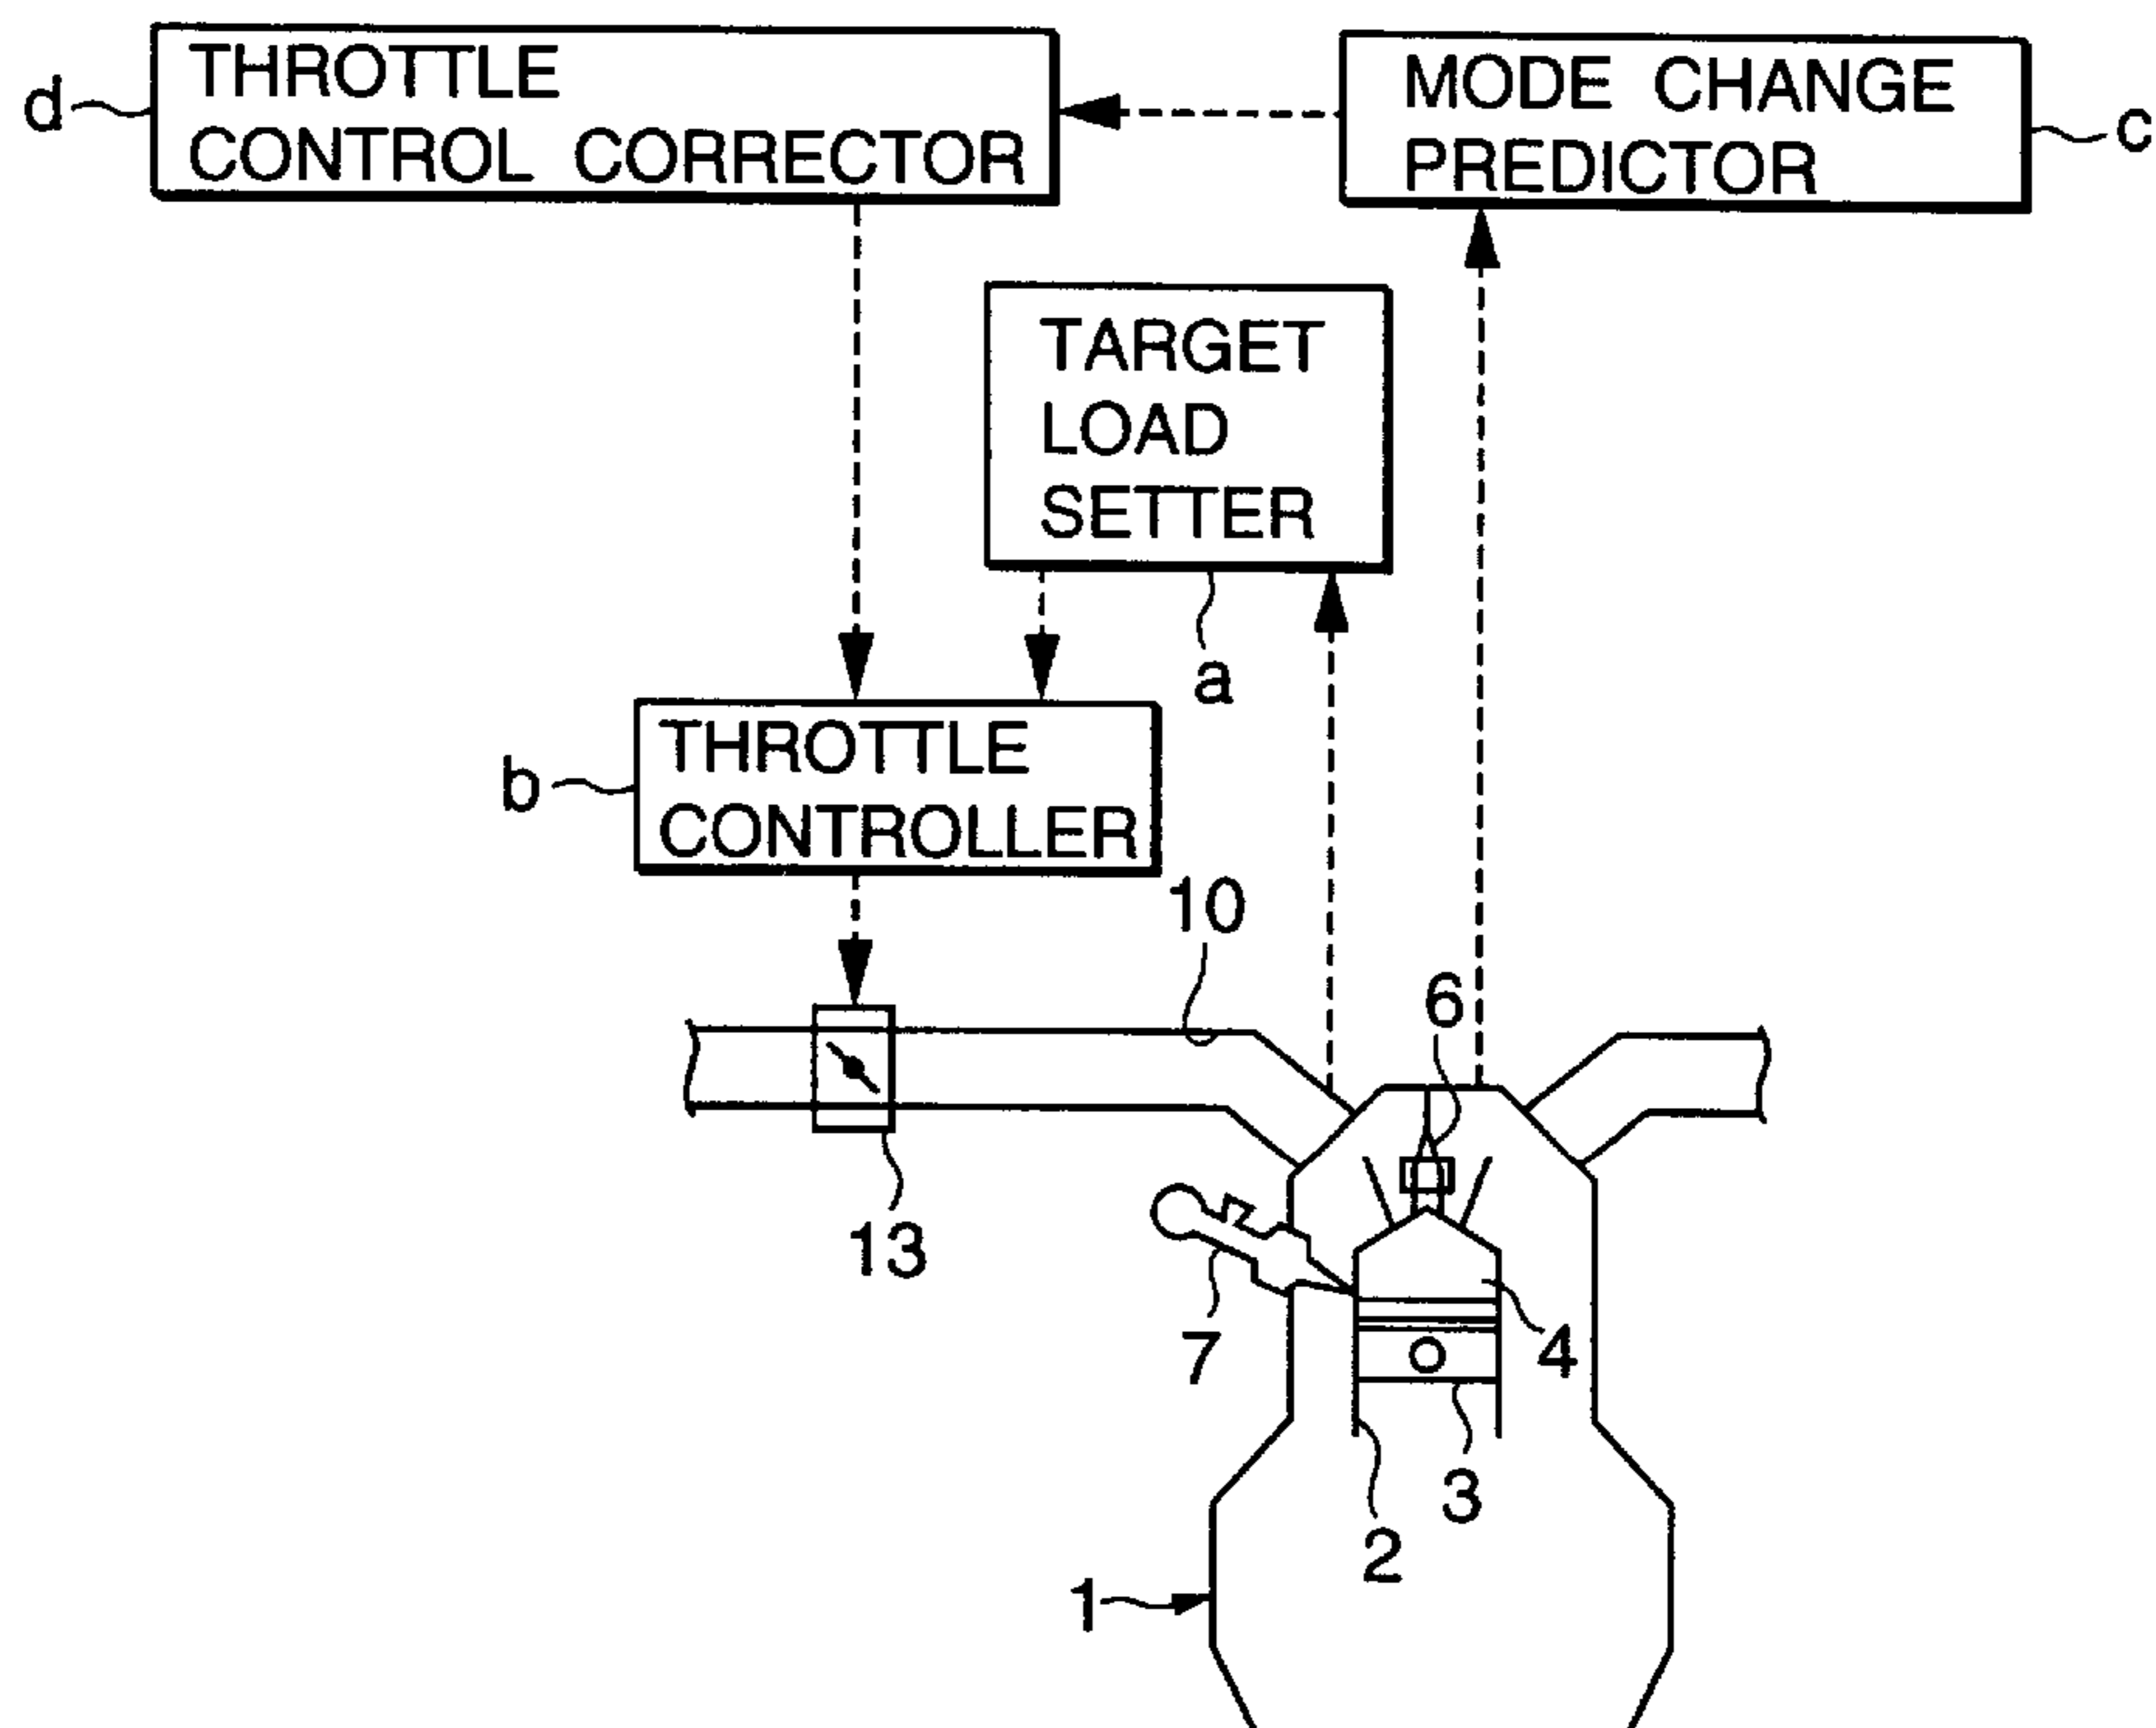 THROTTLE
CONTROL CORRECTOR
d
MODE CHANGE
PREDICTOR
c
TARGET
LOAD
SETTER
a
THROTTLE
CONTROLLER
b
10
6
13
7
4
3
2
1